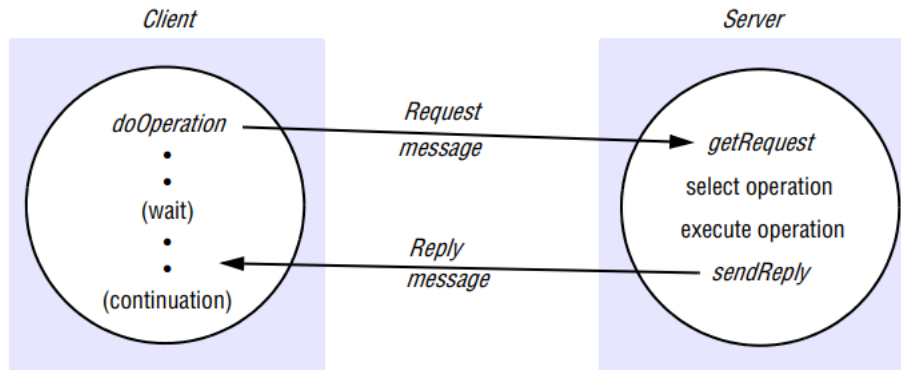 Client
Server
doOperation
(wait)
(continuation)
Request
message
Reply
message
getRequest
select operation
execute operation
sendReply